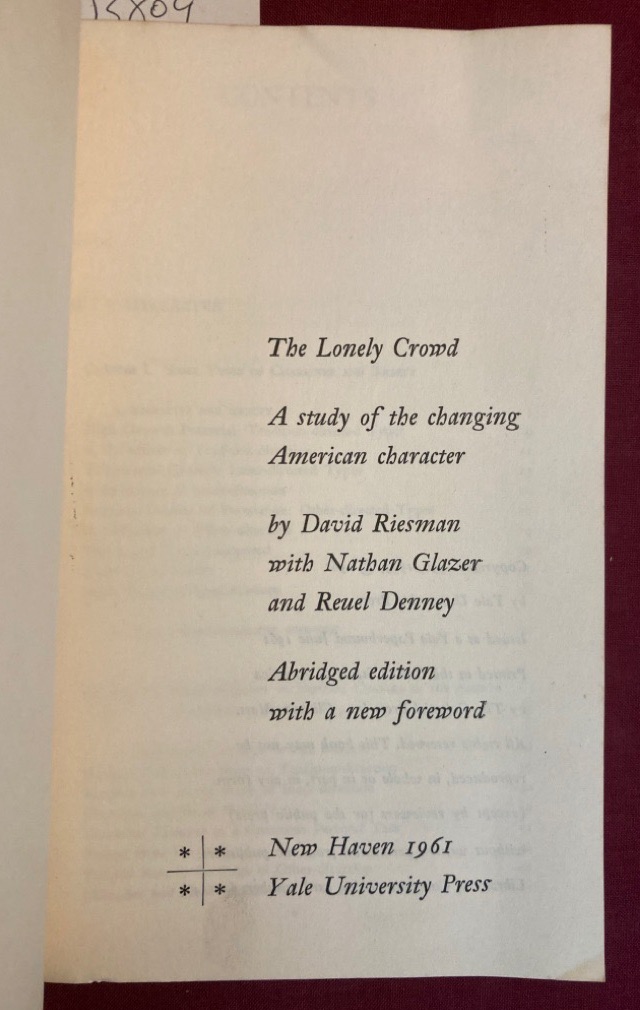 The Lonely Crowd
A study of the changing
American character
by David Riesman
with Nathan Glazer
and Reuel Denney
Abridged edition
with a new foreword
* *
* *
New Haven 1961
Yale University Press